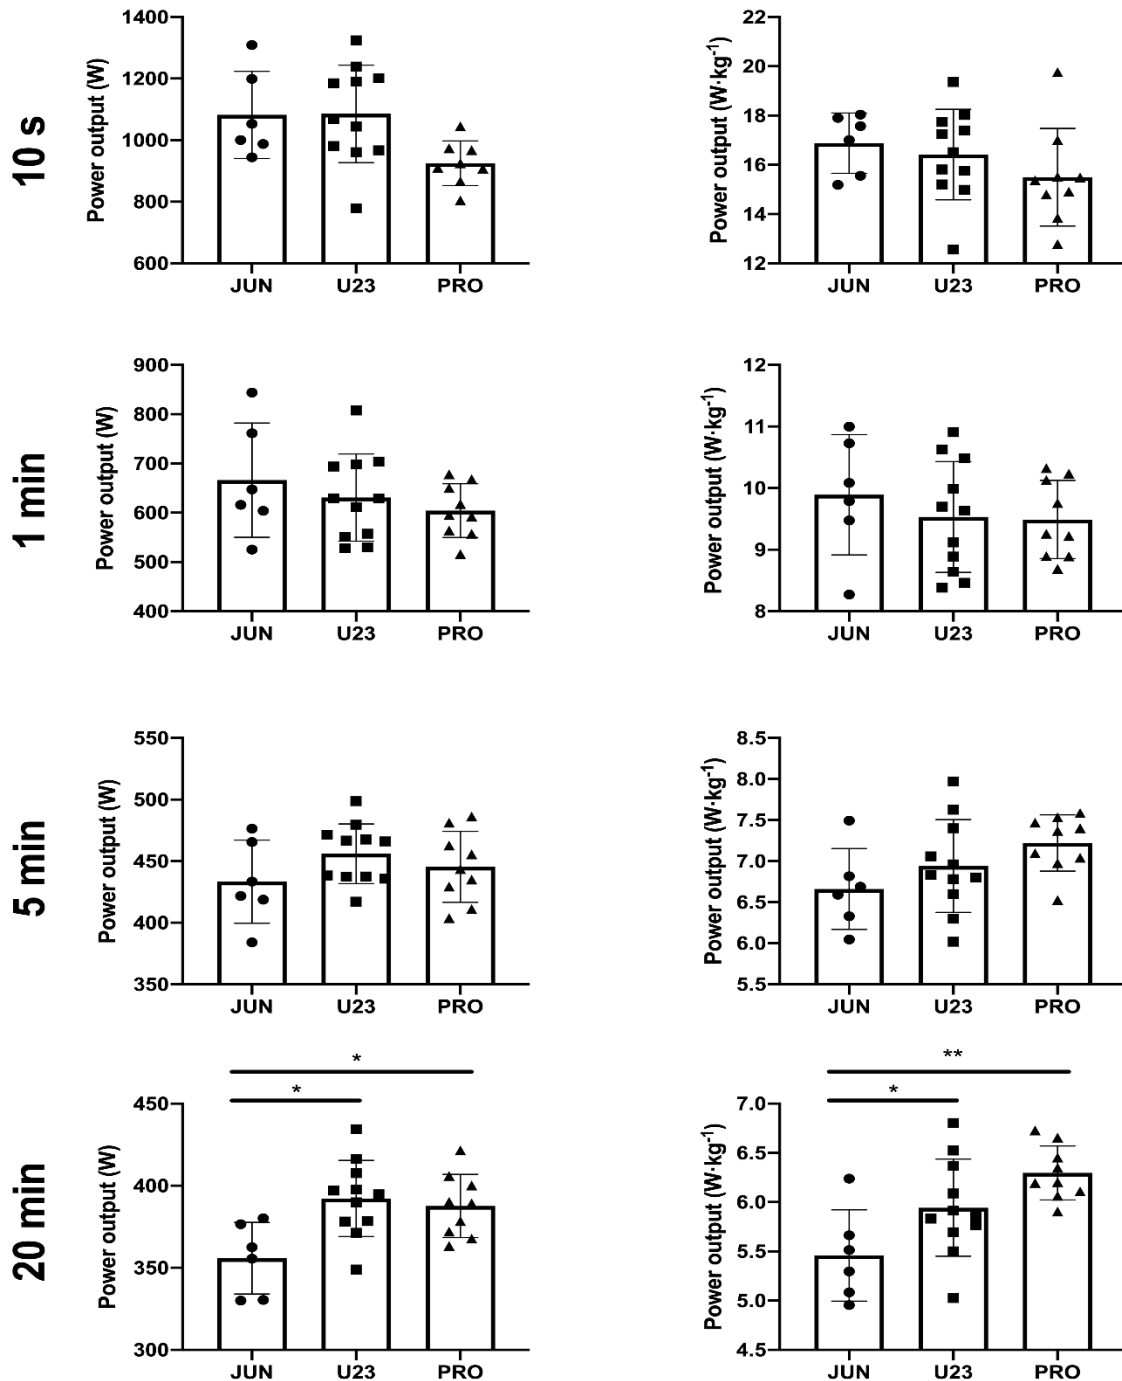 10 s
Power output (W)
1400
1200
1000
800
600
JUN U23 PRO
Power output (W·kg⁻¹)
22
20
18
16
14
12
JUN U23 PRO
1 min
Power output (W)
900
800
700
600
500
400
JUN U23 PRO
Power output (W·kg⁻¹)
12
11
10
9
8
JUN U23 PRO
5 min
Power output (W)
550
500
450
400
350
JUN U23 PRO
Power output (W·kg⁻¹)
8.5
8.0
7.5
7.0
6.5
6.0
5.5
JUN U23 PRO
20 min
Power output (W)
*
*
450
400
350
300
JUN U23 PRO
Power output (W·kg⁻¹)
**
*
7.0
6.5
6.0
5.5
5.0
4.5
JUN U23 PRO